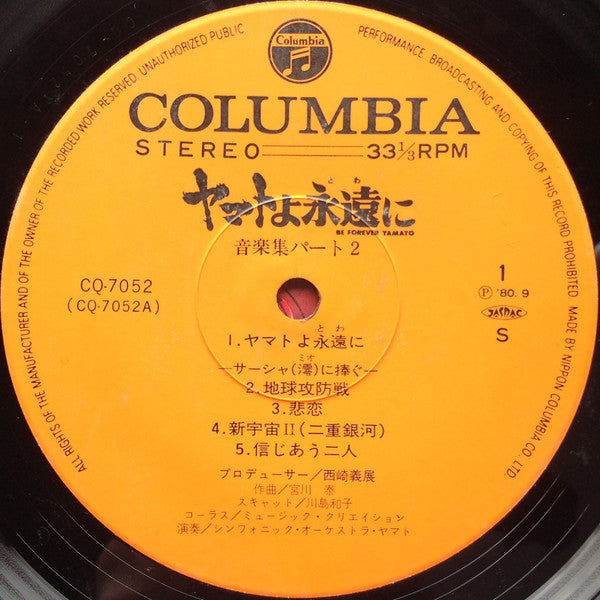 ALL RIGHTS OF THE MANUFACTURER AND OF THE OWNER OF THE RECORDED WORK RESERVED UNAUTHORIZED PUBLIC PERFORMANCE, BROADCASTING AND COPYING OF THIS RECORD PROHIBITED MADE BY NIPPON COLUMBIA CO. LTD.
Columbia
COLUMBIA
STEREO 33⅓RPM
とわ
ヤマトよ永遠に
BE FOREVER YAMATO
音楽集パート2
CQ-7052
(CQ-7052A)
1
Ⓟ '80.9
JASRAC
S
とわ
1.ヤマトよ永遠に
ミオ
―サーシャ(澪)に捧ぐ―
2.地球攻防戦
3.悲恋
4.新宇宙II(二重銀河)
5.信じあう二人
プロデューサー/西崎義展
作曲/宮川 泰
スキャット/川島和子
コーラス/ミュージック・クリエイション
演奏/シンフォニック・オーケストラ・ヤマト